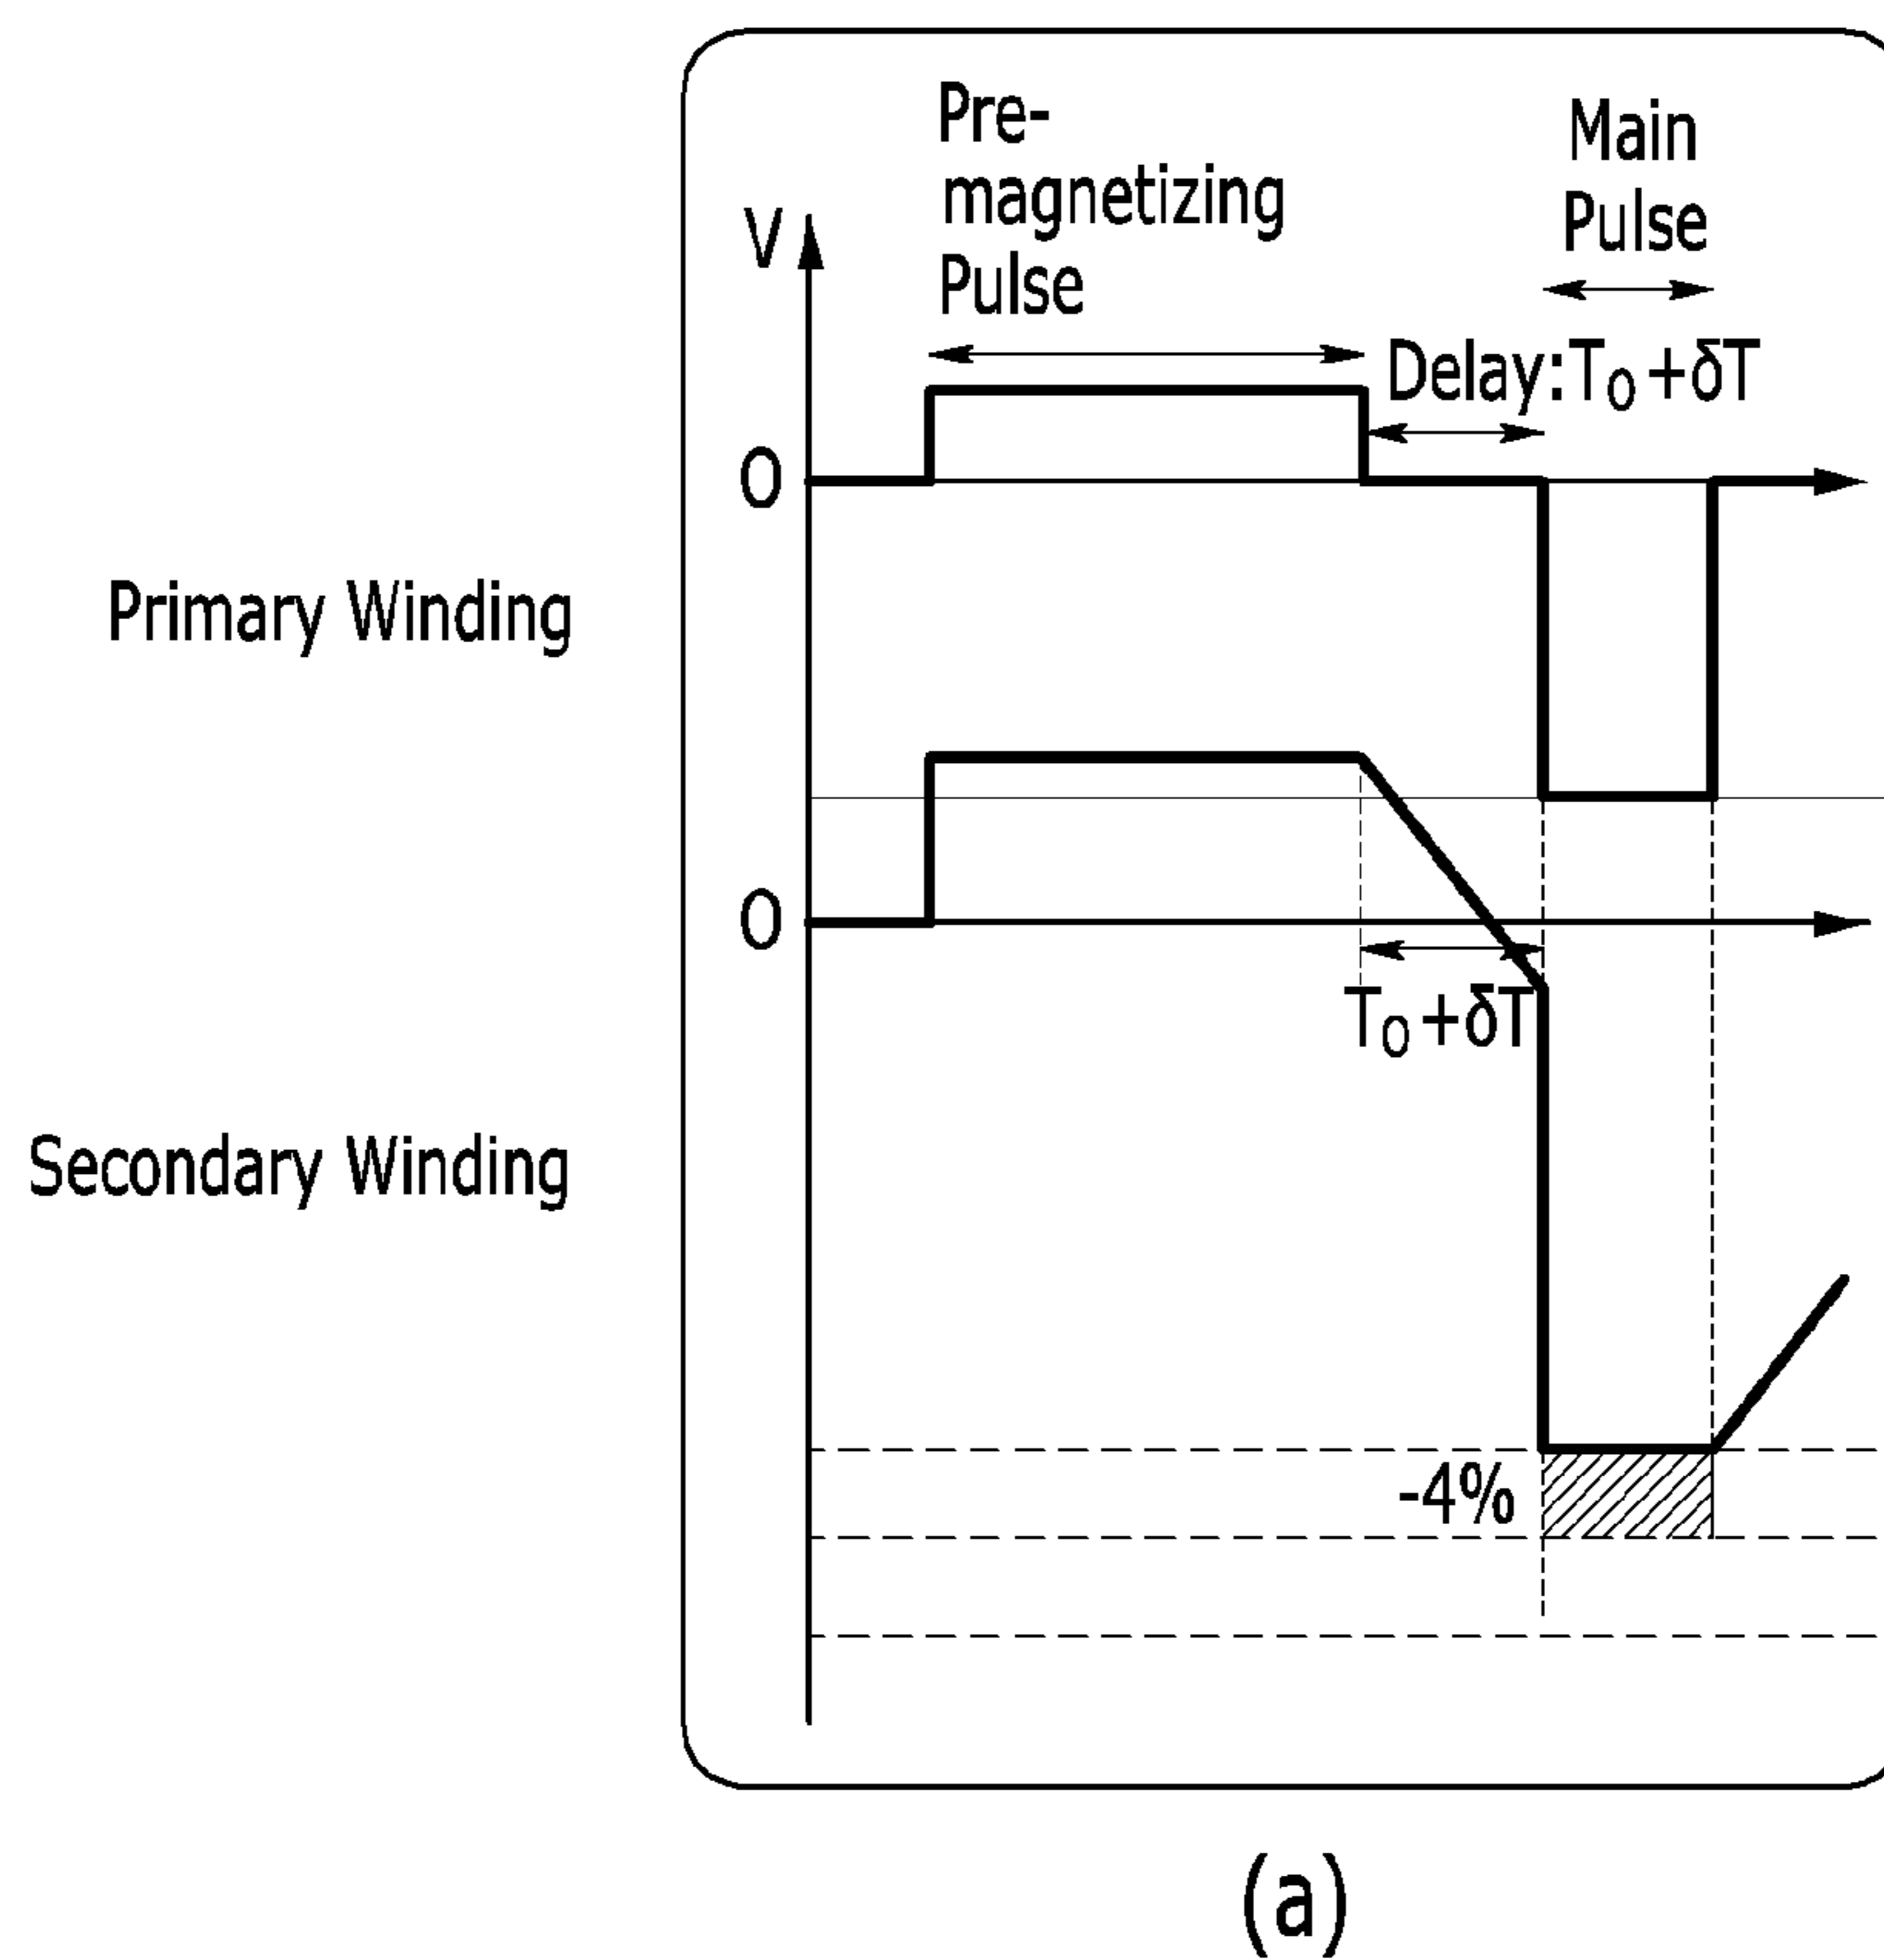 Pre-
magnetizing
Pulse
Main
Pulse
V
Delay:T₀+δT
0
Primary Winding
0
T₀+δT
Secondary Winding
-4%
(a)